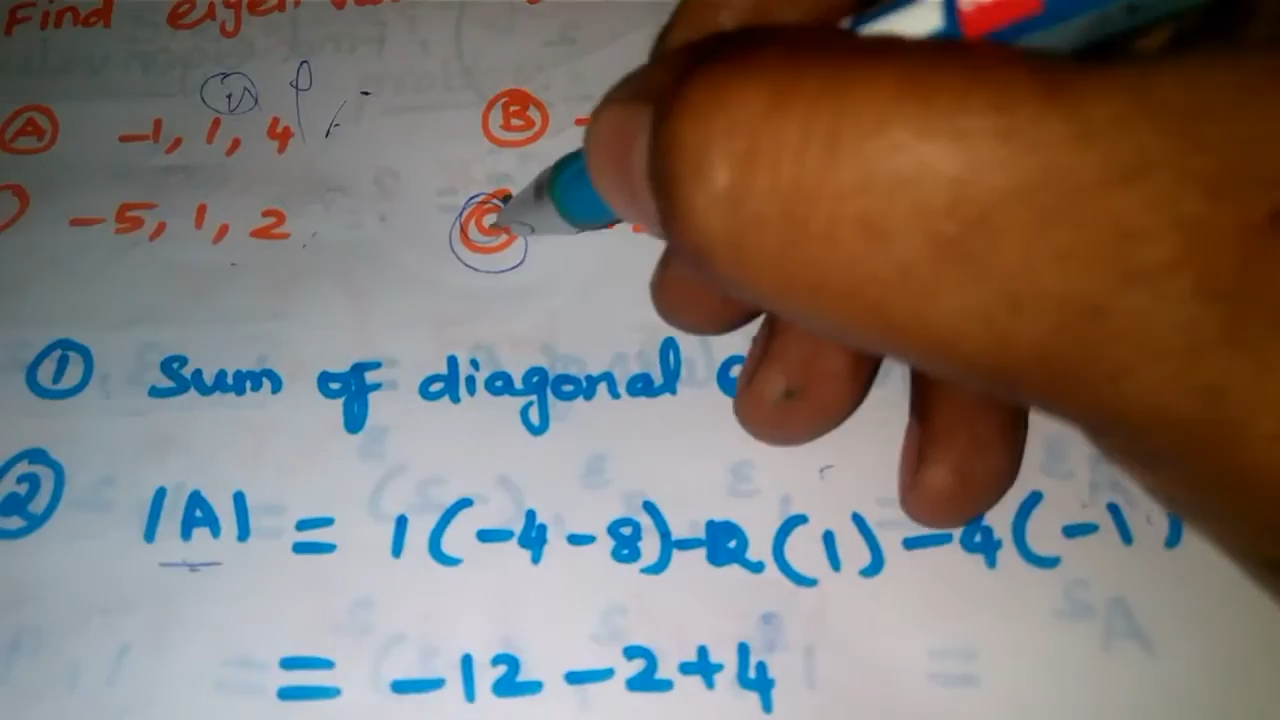 Find eigen
Ⓐ -1, 1, 4 Ⓑ -
-5, 1, 2 Ⓒ
① Sum of diagonal
② |A| = 1(-4-8)-2(1)-4(-1)
= -12-2+4